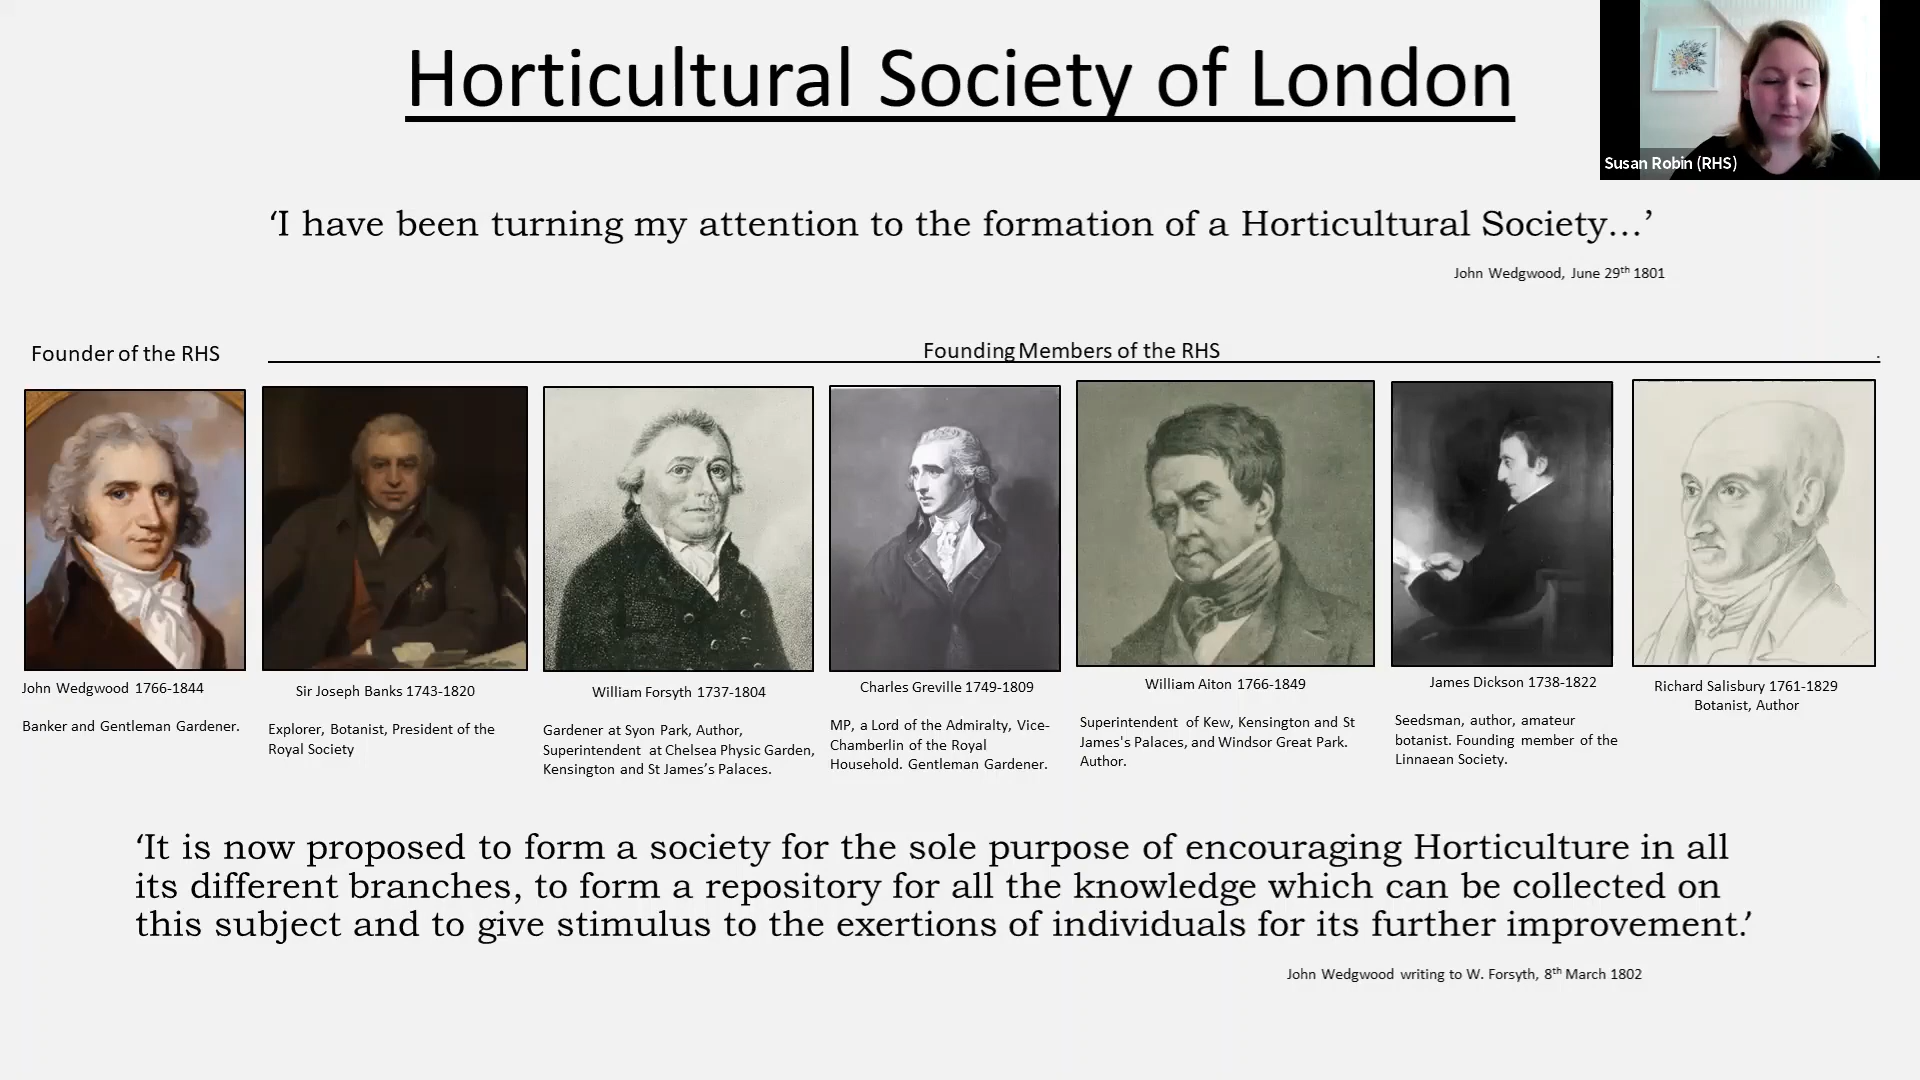 Horticultural Society of London
Susan Robin (RHS)
‘I have been turning my attention to the formation of a Horticultural Society…’
John Wedgwood, June 29th 1801
Founder of the RHS
Founding Members of the RHS
.
John Wedgwood 1766-1844
Banker and Gentleman Gardener.
Sir Joseph Banks 1743-1820
Explorer, Botanist, President of the
Royal Society
William Forsyth 1737-1804
Gardener at Syon Park, Author,
Superintendent at Chelsea Physic Garden,
Kensington and St James’s Palaces.
Charles Greville 1749-1809
MP, a Lord of the Admiralty, Vice-
Chamberlin of the Royal
Household. Gentleman Gardener.
William Aiton 1766-1849
Superintendent of Kew, Kensington and St
James's Palaces, and Windsor Great Park.
Author.
James Dickson 1738-1822
Seedsman, author, amateur
botanist. Founding member of the
Linnaean Society.
Richard Salisbury 1761-1829
Botanist, Author
‘It is now proposed to form a society for the sole purpose of encouraging Horticulture in all
its different branches, to form a repository for all the knowledge which can be collected on
this subject and to give stimulus to the exertions of individuals for its further improvement.’
John Wedgwood writing to W. Forsyth, 8th March 1802